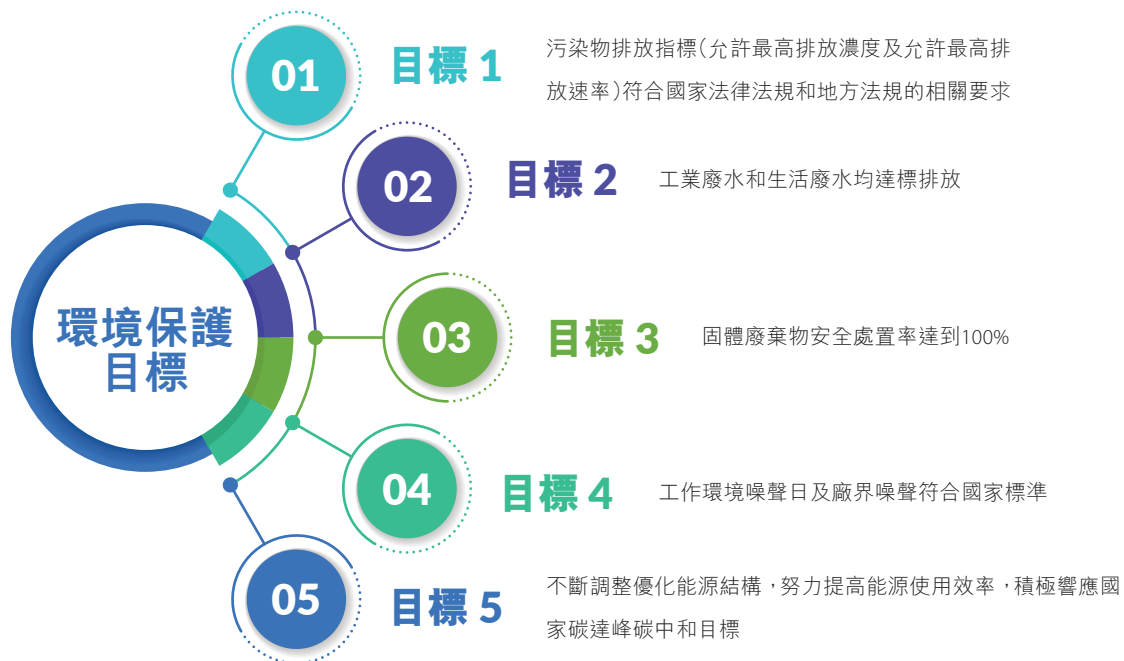 環境保護
目標
01
目標 1
污染物排放指標(允許最高排放濃度及允許最高排
放速率)符合國家法律法規和地方法規的相關要求
02
目標 2
工業廢水和生活廢水均達標排放
03
目標 3
固體廢棄物安全處置率達到100%
04
目標 4
工作環境噪聲日及廠界噪聲符合國家標準
05
目標 5
不斷調整優化能源結構，努力提高能源使用效率，積極響應國
家碳達峰碳中和目標